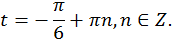 t = −π/6 + πn, n ∈ Z.